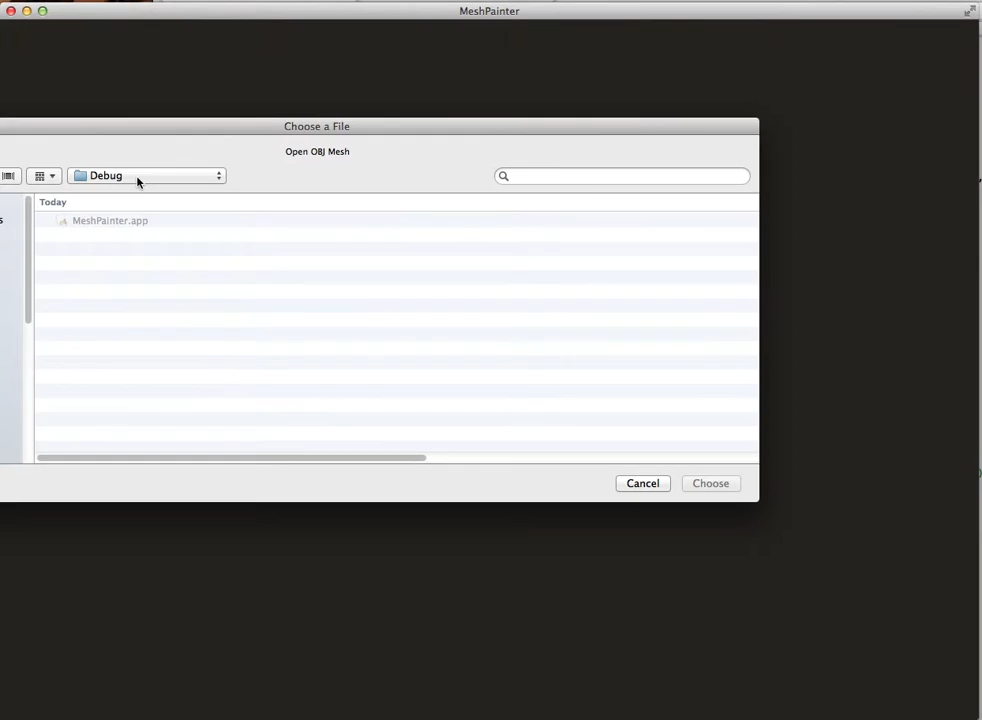 MeshPainter
Choose a File
Open OBJ Mesh
Debug
Today
s
MeshPainter.app
Cancel
Choose